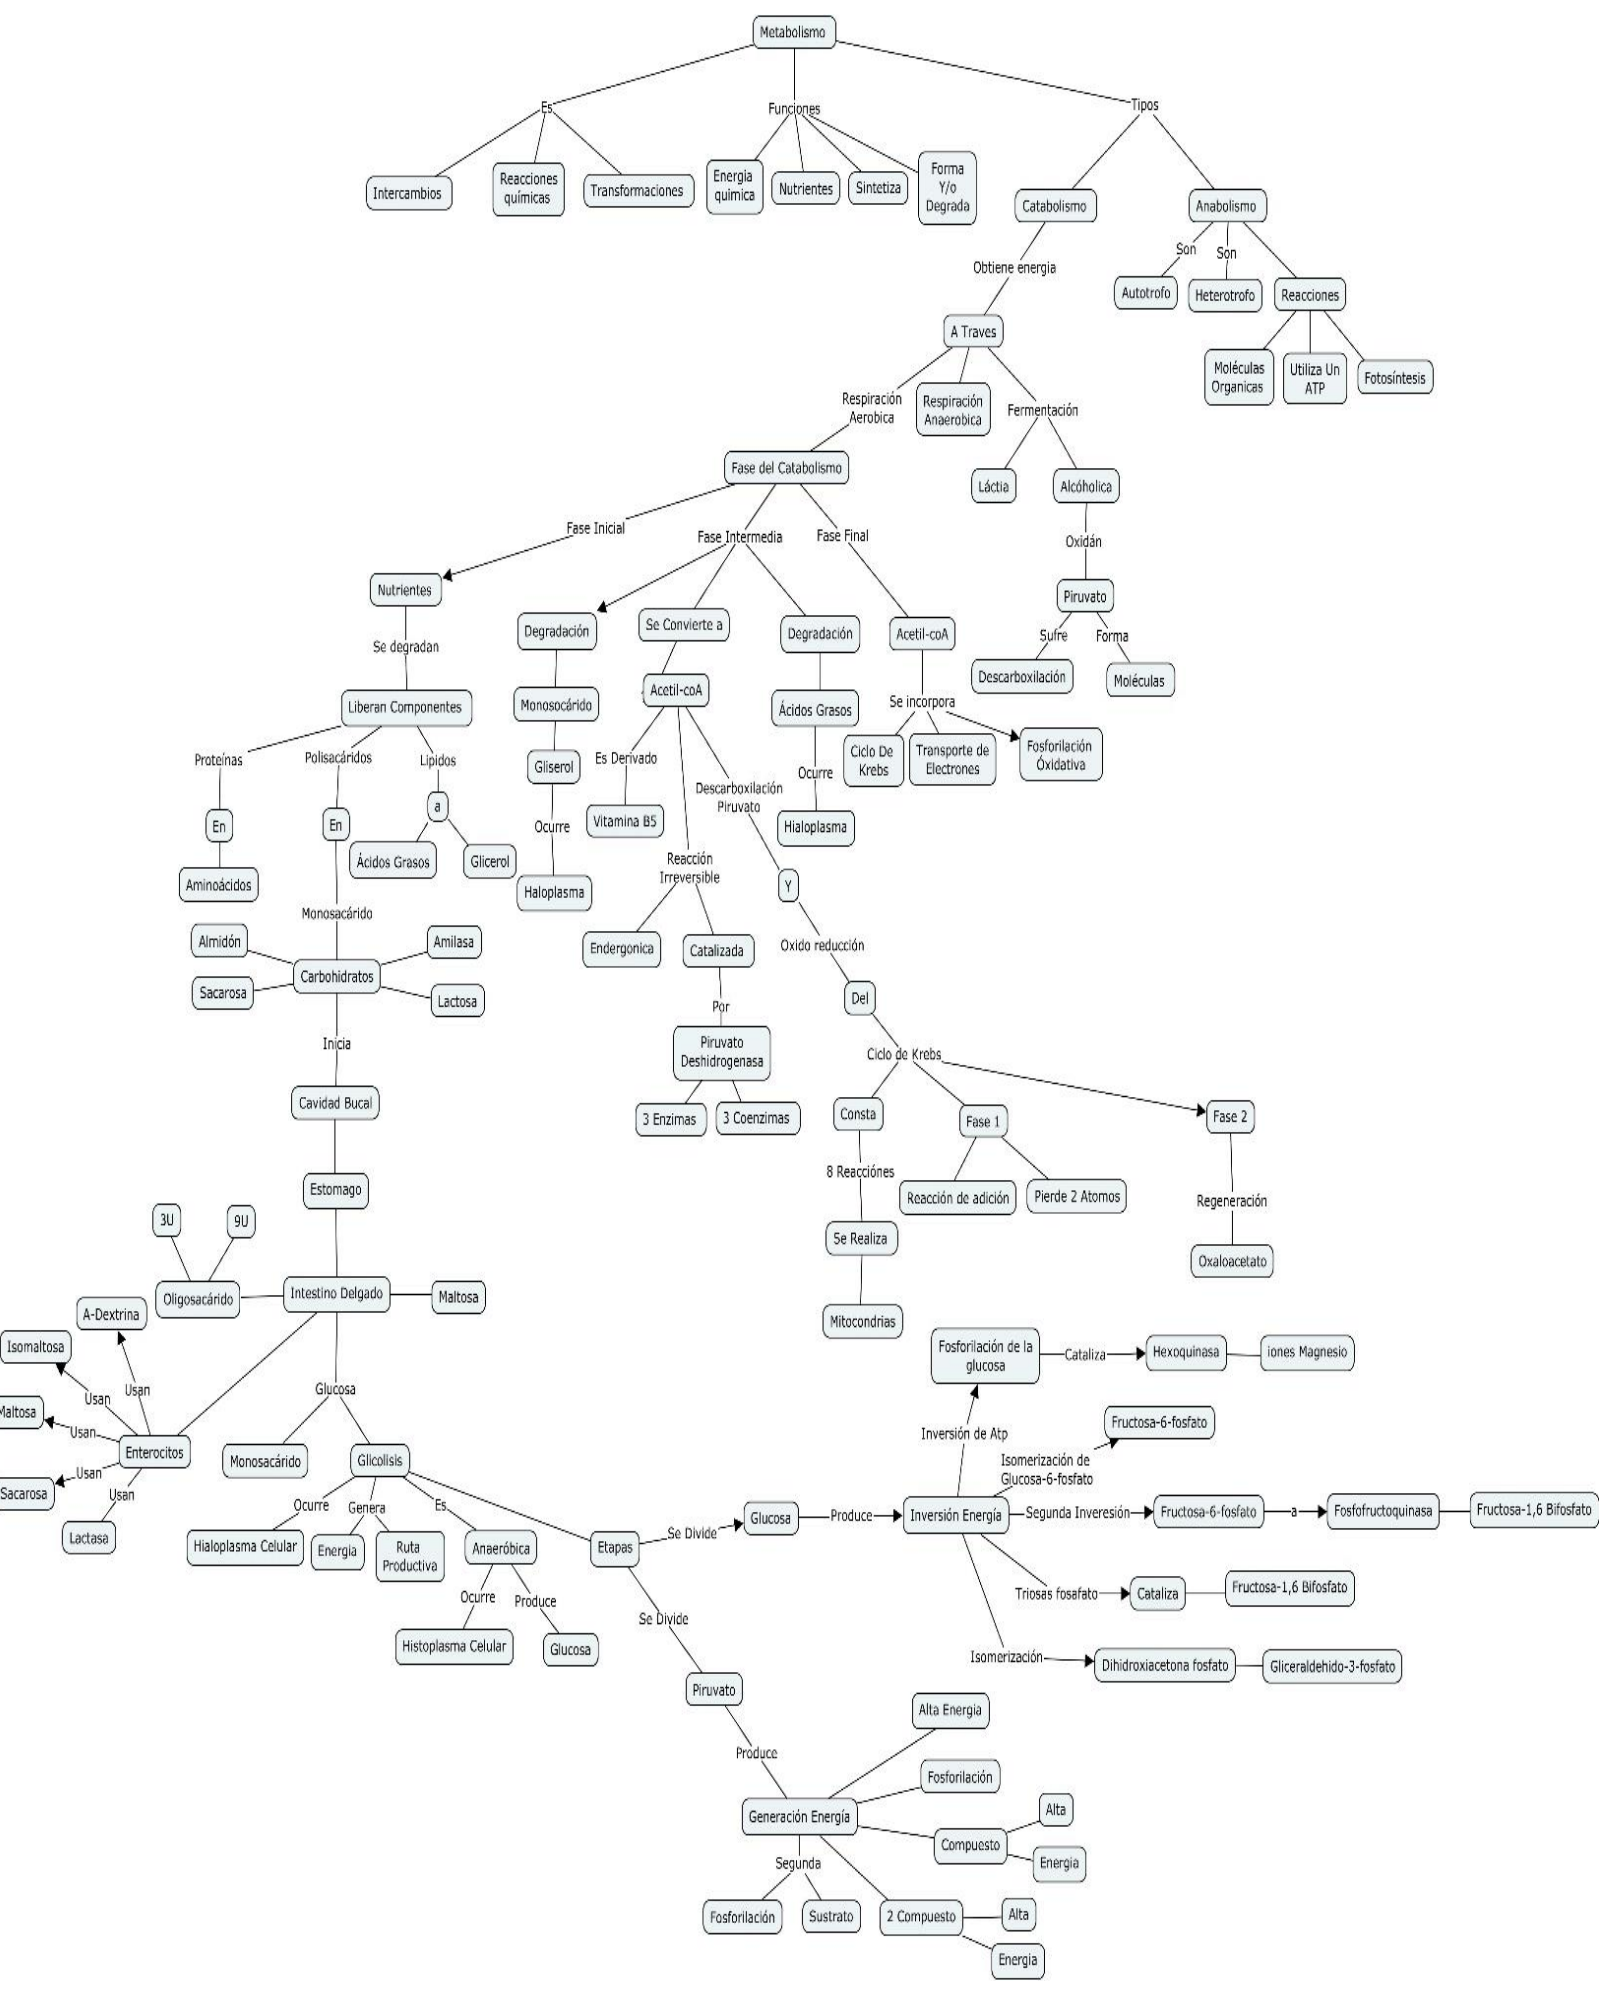 Metabolismo
Es
Funciones
Tipos
Intercambios
Reacciones
químicas
Transformaciones
Energia
quimica
Nutrientes
Sintetiza
Forma
Y/o
Degrada
Catabolismo
Anabolismo
Obtiene energia
Son
Son
Autotrofo
Heterotrofo
Reacciones
A Traves
Moléculas
Organicas
Utiliza Un
ATP
Fotosíntesis
Respiración
Aerobica
Respiración
Anaerobica
Fermentación
Fase del Catabolismo
Láctia
Alcóholica
Fase Inicial
Fase Intermedia
Fase Final
Oxidán
Nutrientes
Degradación
Se Convierte a
Degradación
Acetil-coA
Piruvato
Sufre
Forma
Descarboxilación
Moléculas
Se degradan
Liberan Componentes
Monosocárido
Acetil-coA
Ácidos Grasos
Se incorpora
Ciclo De
Krebs
Transporte de
Electrones
Fosforilación
Óxidativa
Proteínas
Polisacáridos
Lipidos
Gliserol
Es Derivado
Descarboxilación
Piruvato
Ocurre
En
En
a
Ocurre
Vitamina B5
Hialoplasma
Aminoácidos
Ácidos Grasos
Glicerol
Haloplasma
Reacción
Irreversible
Y
Monosacárido
Almidón
Amilasa
Carbohidratos
Sacarosa
Lactosa
Endergonica
Catalizada
Oxido reducción
Por
Del
Inicia
Piruvato
Deshidrogenasa
Ciclo de Krebs
Cavidad Bucal
3 Enzimas
3 Coenzimas
Consta
Fase 1
Fase 2
8 Reacciónes
Reacción de adición
Pierde 2 Atomos
Regeneración
Estomago
Se Realiza
Oxaloacetato
3U
9U
Oligosacárido
Intestino Delgado
Maltosa
Mitocondrias
A-Dextrina
Isomaltosa
Usan
Usan
Maltosa
Usan
Enterocitos
Usan
Sacarosa
Usan
Lactasa
Glucosa
Monosacárido
Glicolisis
Fosforilación de la
glucosa
Cataliza
Hexoquinasa
iones Magnesio
Inversión de Atp
Fructosa-6-fosfato
Isomerización de
Glucosa-6-fosfato
Ocurre
Genera
Es
Hialoplasma Celular
Energia
Ruta
Productiva
Anaeróbica
Etapas
Se Divide
Glucosa
Produce
Inversión Energía
Segunda Inveresión
Fructosa-6-fosfato
a
Fosfofructoquinasa
Fructosa-1,6 Bifosfato
Ocurre
Produce
Histoplasma Celular
Glucosa
Se Divide
Triosas fosafato
Cataliza
Fructosa-1,6 Bifosfato
Isomerización
Dihidroxiacetona fosfato
Gliceraldehido-3-fosfato
Piruvato
Produce
Alta Energia
Fosforilación
Generación Energía
Compuesto
Alta
Energia
Segunda
Fosforilación
Sustrato
2 Compuesto
Alta
Energia